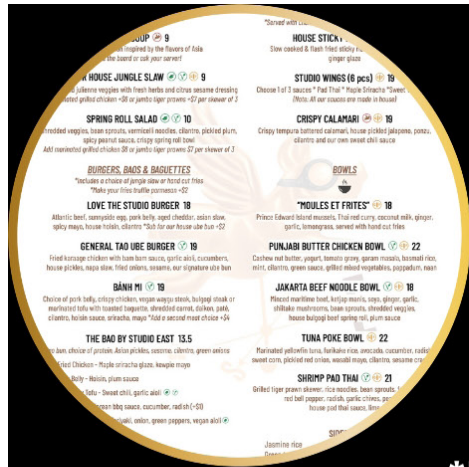 *Served with
SOUP 9
inspired by the flavors of Asia
the board or ask your server!
HOUSE JUNGLE SLAW 9
julienne veggies with fresh herbs and citrus sesame dressing
marinated grilled chicken +$6 or jumbo tiger prawns +$7 per skewer of 3
SPRING ROLL SALAD 10
Shredded veggies, bean sprouts, vermicelli noodles, cilantro, pickled plum,
spicy peanut sauce, crispy spring roll bowl
Add marinated grilled chicken $6 or jumbo tiger prawns $7 per skewer of 3
BURGERS, BAOS & BAGUETTES
*Includes a choice of jungle slaw or hand cut fries
*Make your fries truffle parmesan +$2
LOVE THE STUDIO BURGER 18
Atlantic beef, sunnyside egg, pork belly, aged cheddar, asian slaw,
spicy mayo, house hoisin, cilantro *Sub for our house ube bun +$2
GENERAL TAO UBE BURGER 19
Fried karaage chicken with bam bam sauce, garlic aioli, cucumbers,
house pickles, napa slaw, fried onions, sesame, our signature ube bun
BÁNH MI 19
Choice of pork belly, crispy chicken, vegan wagyu steak, bulgogi steak or
marinated tofu with toasted baguette, shredded carrot, daikon, paté,
cilantro, hoisin sauce, sriracha, mayo *Add a second meat choice +$4
THE BAO BY STUDIO EAST 13.5
bun, choice of protein, Asian pickles, sesame, cilantro, green onions
Fried Chicken - Maple sriracha glaze, kewpie mayo
Belly - Hoisin, plum sauce
Tofu - Sweet chili, garlic aioli
bbq sauce, cucumber, radish (+$1)
onion, green peppers, vegan aioli
HOUSE STICKY
Slow cooked & flash fried sticky
ginger glaze
STUDIO WINGS (6 pcs) 19
Choose 1 of 3 sauces * Pad Thai * Maple Sriracha *Sweet
(Note: All our sauces are made in house)
CRISPY CALAMARI 19
Crispy tempura battered calamari, house pickled jalapeno, ponzu,
cilantro and our own sweet chili sauce
BOWLS
"MOULES ET FRITES" 18
Prince Edward Island mussels, Thai red curry, coconut milk, ginger,
garlic, lemongrass, served with hand cut fries
PUNJABI BUTTER CHICKEN BOWL 22
Cashew nut butter, yogurt, tomato gravy, garam masala, basmati rice,
mint, cilantro, green sauce, grilled mixed vegetables, poppadum, naan
JAKARTA BEEF NOODLE BOWL 18
Minced maritime beef, ketjap manis, soya, ginger, garlic,
shiitake mushrooms, bean sprouts, shredded veggies,
house bulgogi beef spring roll, plum sauce
TUNA POKE BOWL 22
Marinated yellowfin tuna, furikake rice, avocado, cucumber, radish
sweet corn, pickled red onion, wasabi mayo, cilantro, sesame
SHRIMP PAD THAI 21
Grilled tiger prawn skewer, rice noodles, bean sprouts,
red bell pepper, radish, garlic chives,
house pad thai sauce, lime
Jasmine rice